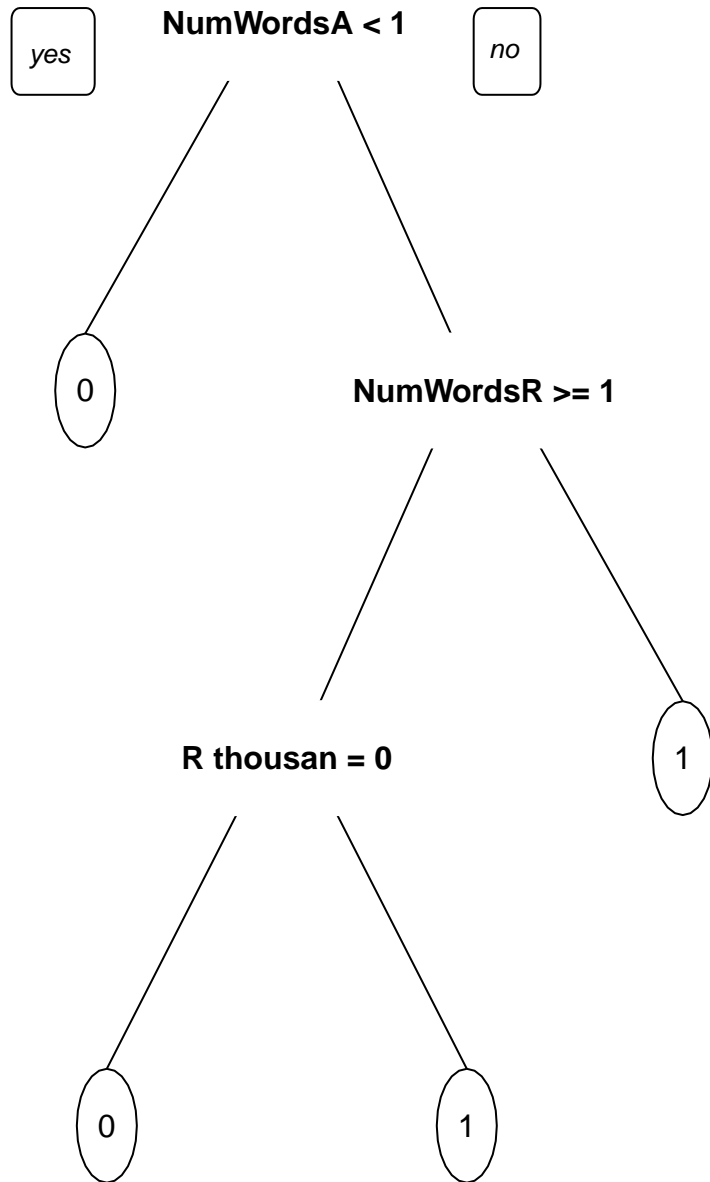 yes
NumWordsA < 1
no
0
NumWordsR >= 1
R thousan = 0
1
0
1